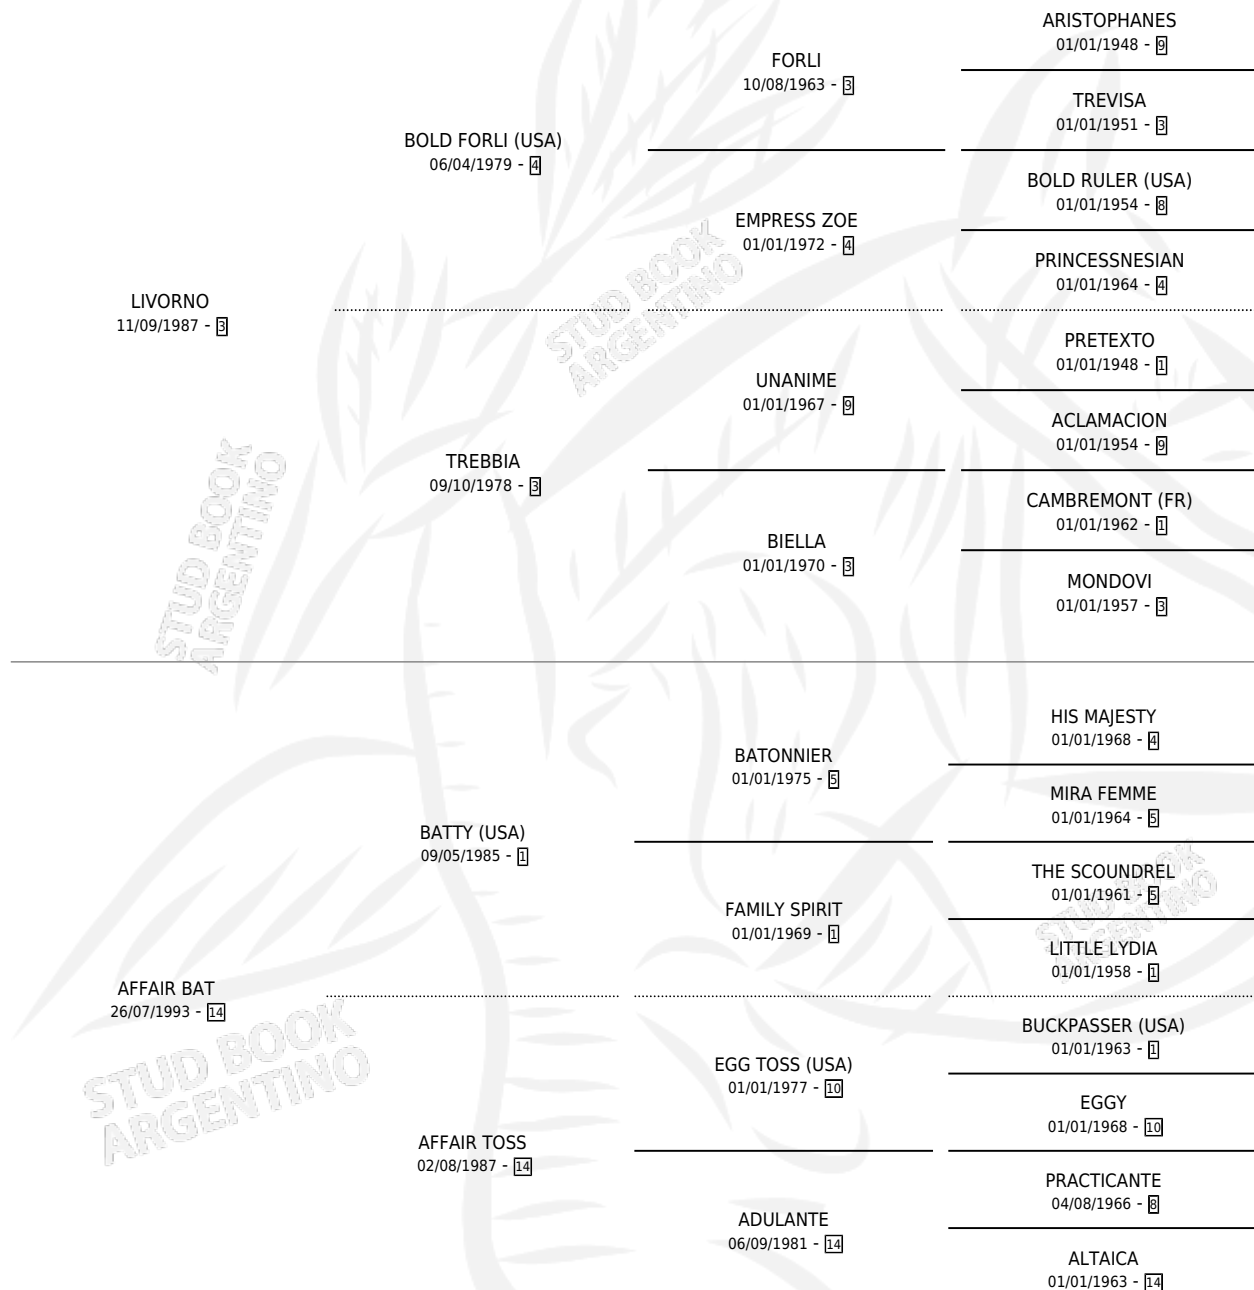 ARISTOPHANES
01/01/1948 - 9
FORLI
10/08/1963 - 3
TREVISA
01/01/1951 - 3
BOLD FORLI (USA)
06/04/1979 - 4
BOLD RULER (USA)
01/01/1954 - 8
EMPRESS ZOE
01/01/1972 - 4
PRINCESSNESIAN
01/01/1964 - 4
LIVORNO
11/09/1987 - 3
STUD BOOK
ARGENTINO
PRETEXTO
01/01/1948 - 1
UNANIME
01/01/1967 - 9
ACLAMACION
01/01/1954 - 9
TREBBIA
09/10/1978 - 3
CAMBREMONT (FR)
01/01/1962 - 1
BIELLA
01/01/1970 - 3
MONDOVI
01/01/1957 - 3
STUD BOOK
ARGENTINO
HIS MAJESTY
01/01/1968 - 4
BATONNIER
01/01/1975 - 5
MIRA FEMME
01/01/1964 - 5
BATTY (USA)
09/05/1985 - 1
THE SCOUNDREL
01/01/1961 - 5
FAMILY SPIRIT
01/01/1969 - 1
LITTLE LYDIA
01/01/1958 - 1
STUD BOOK
ARGENTINO
AFFAIR BAT
26/07/1993 - 14
BUCKPASSER (USA)
01/01/1963 - 1
EGG TOSS (USA)
01/01/1977 - 10
EGGY
01/01/1968 - 10
STUD BOOK
ARGENTINO
AFFAIR TOSS
02/08/1987 - 14
PRACTICANTE
04/08/1966 - 8
ADULANTE
06/09/1981 - 14
ALTAICA
01/01/1963 - 14